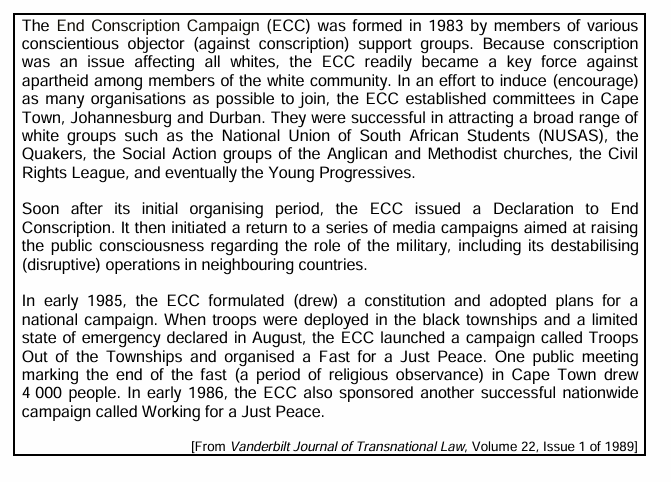 The End Conscription Campaign (ECC) was formed in 1983 by members of various
conscientious objector (against conscription) support groups. Because conscription
was an issue affecting all whites, the ECC readily became a key force against
apartheid among members of the white community. In an effort to induce (encourage)
as many organisations as possible to join, the ECC established committees in Cape
Town, Johannesburg and Durban. They were successful in attracting a broad range of
white groups such as the National Union of South African Students (NUSAS), the
Quakers, the Social Action groups of the Anglican and Methodist churches, the Civil
Rights League, and eventually the Young Progressives.
Soon after its initial organising period, the ECC issued a Declaration to End
Conscription. It then initiated a return to a series of media campaigns aimed at raising
the public consciousness regarding the role of the military, including its destabilising
(disruptive) operations in neighbouring countries.
In early 1985, the ECC formulated (drew) a constitution and adopted plans for a
national campaign. When troops were deployed in the black townships and a limited
state of emergency declared in August, the ECC launched a campaign called Troops
Out of the Townships and organised a Fast for a Just Peace. One public meeting
marking the end of the fast (a period of religious observance) in Cape Town drew
4 000 people. In early 1986, the ECC also sponsored another successful nationwide
campaign called Working for a Just Peace.
[From Vanderbilt Journal of Transnational Law, Volume 22, Issue 1 of 1989]